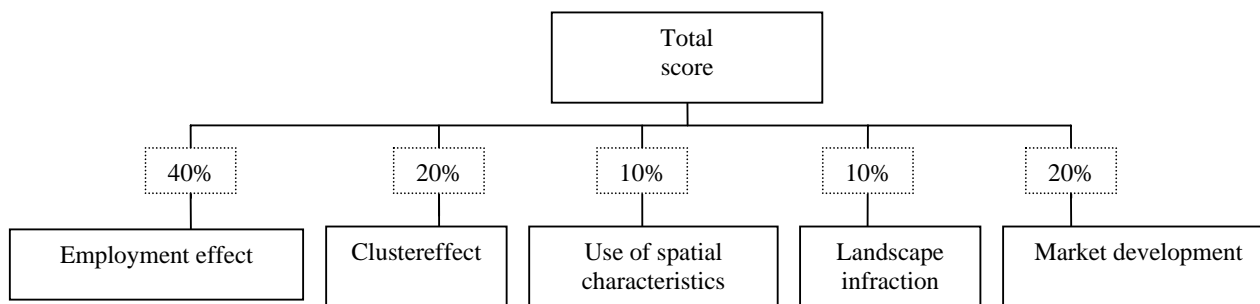 Total
score
40%
20%
10%
10%
20%
Employment effect
Clustereffect
Use of spatial
characteristics
Landscape
infraction
Market development